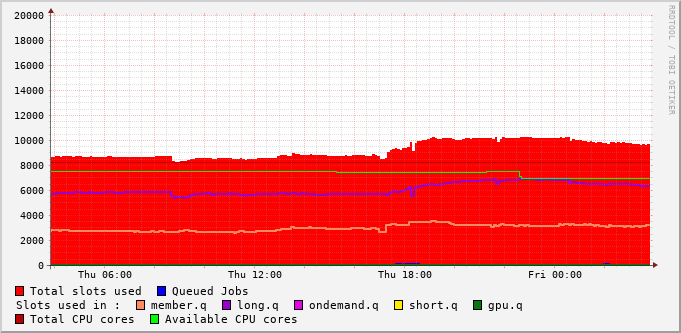 20000
18000
16000
14000
12000
10000
8000
6000
4000
2000
0
Thu 06:00 Thu 12:00 Thu 18:00 Fri 00:00
RRDTOOL / TOBI OETIKER
Total slots used Queued Jobs
Slots used in : member.q long.q ondemand.q short.q gpu.q
Total CPU cores Available CPU cores